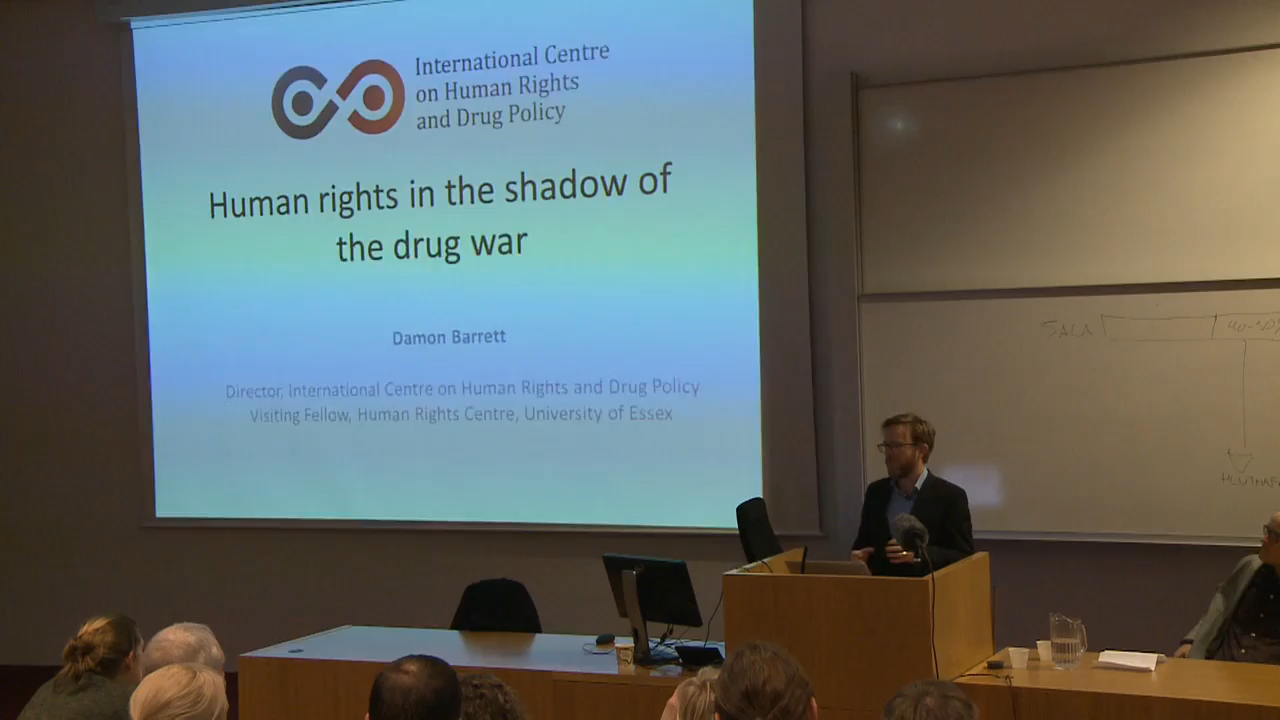 International Centre
on Human Rights
and Drug Policy
Human rights in the shadow of
the drug war
Damon Barrett
Director, International Centre on Human Rights and Drug Policy
Visiting Fellow, Human Rights Centre, University of Essex
SALA